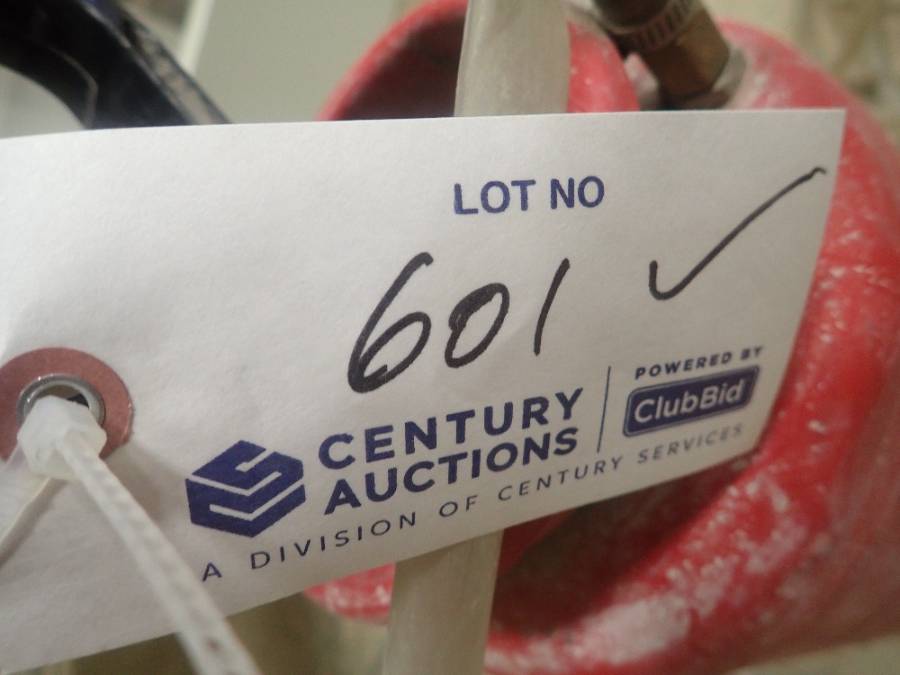 LOT NO
601 ✓
CENTURY
AUCTIONS
POWERED BY
ClubBid
A DIVISION OF CENTURY SERVICES